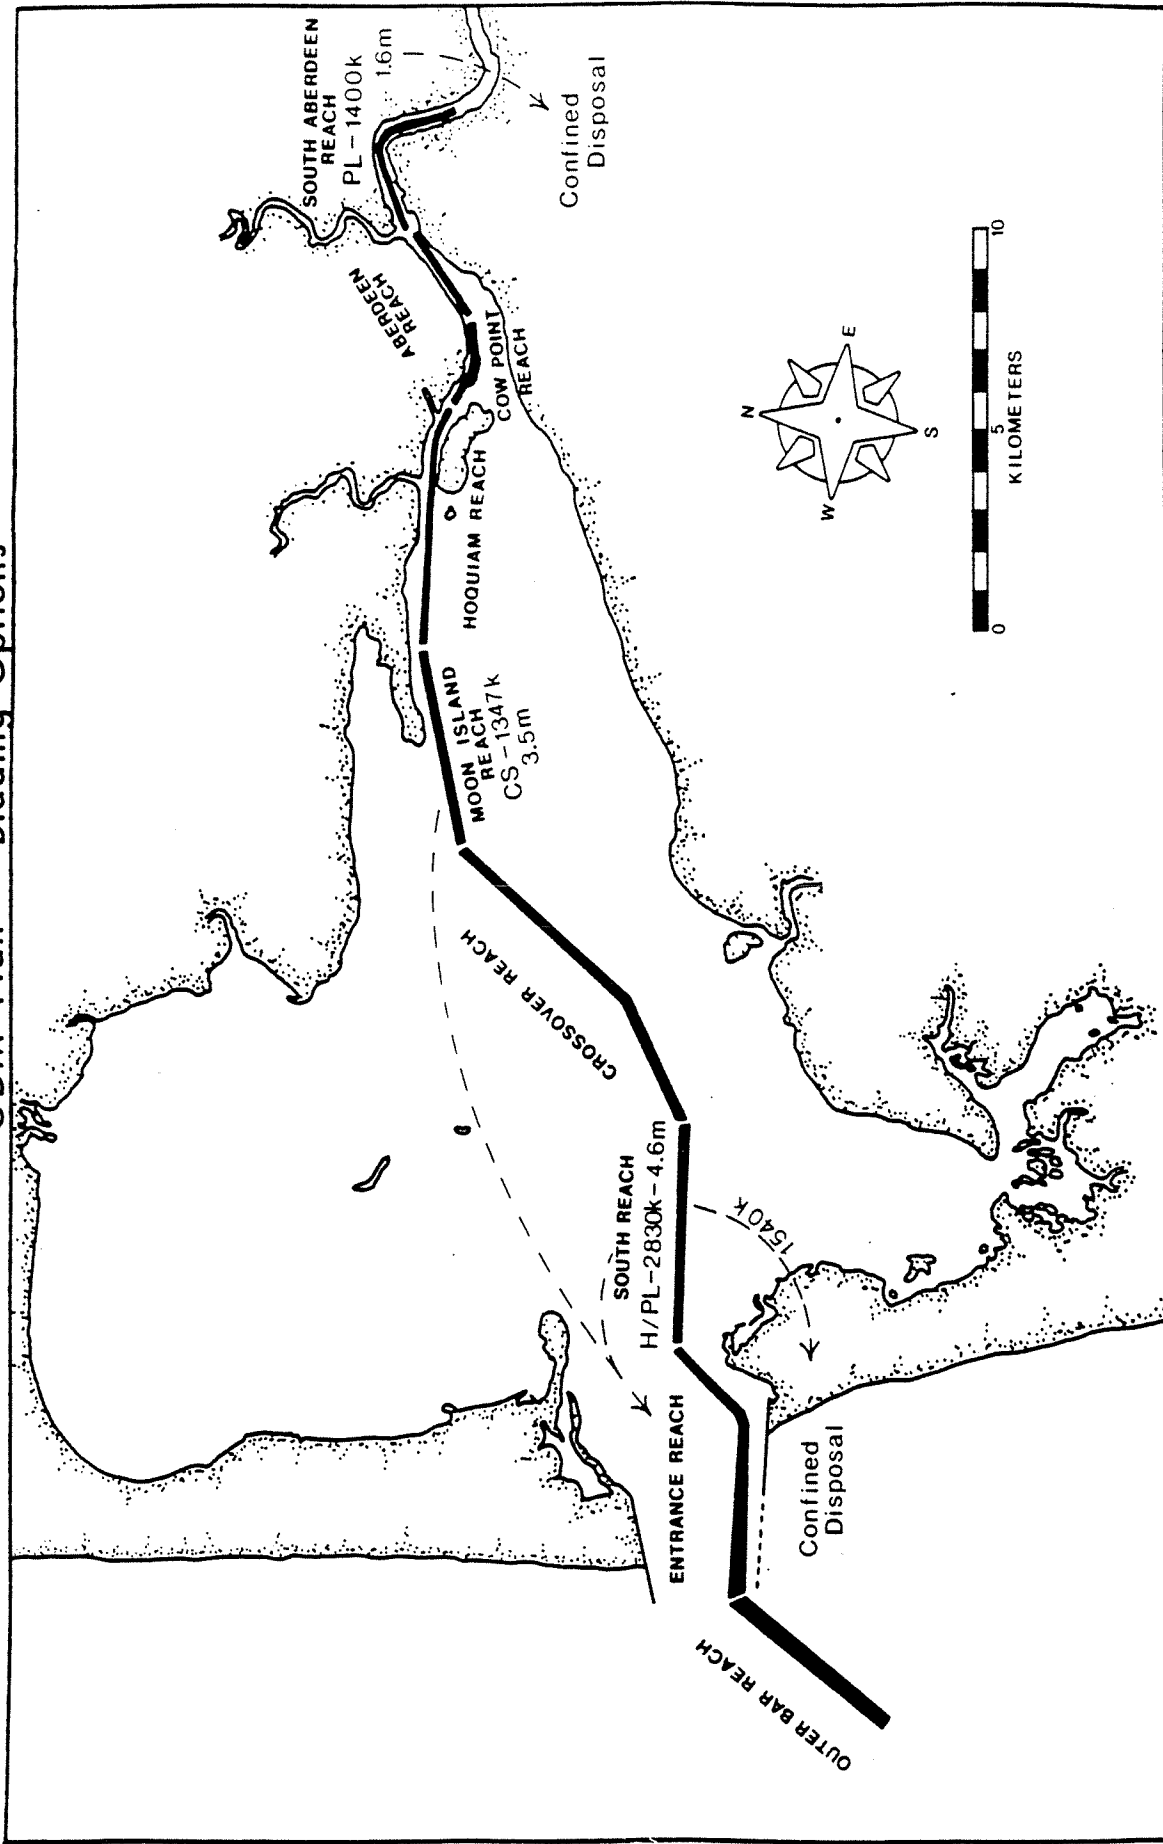 Bidding Options
SOUTH ABERDEEN
REACH
PL-1400k
1.6m
Confined
Disposal
ABERDEEN
REACH
COW POINT
REACH
HOQUIAM REACH
MOON ISLAND
REACH
CS-1347k
3.5m
CROSSOVER REACH
SOUTH REACH
H/PL-2830k-4.6m
1540k
ENTRANCE REACH
Confined
Disposal
OUTER BAR REACH
N
E
S
W
0
5
10
KILOMETERS